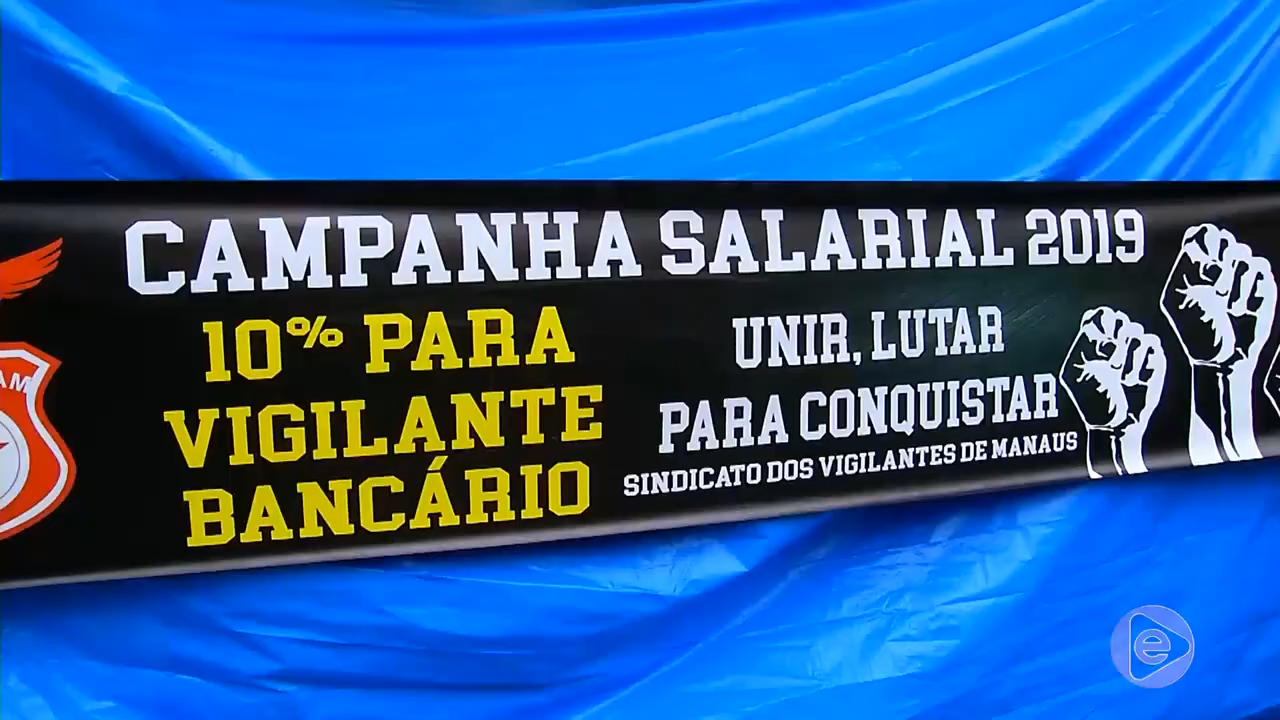 CAMPANHA SALARIAL 2019
10% PARA
VIGILANTE
BANCÁRIO
UNIR, LUTAR
PARA CONQUISTAR
SINDICATO DOS VIGILANTES DE MANAUS
e